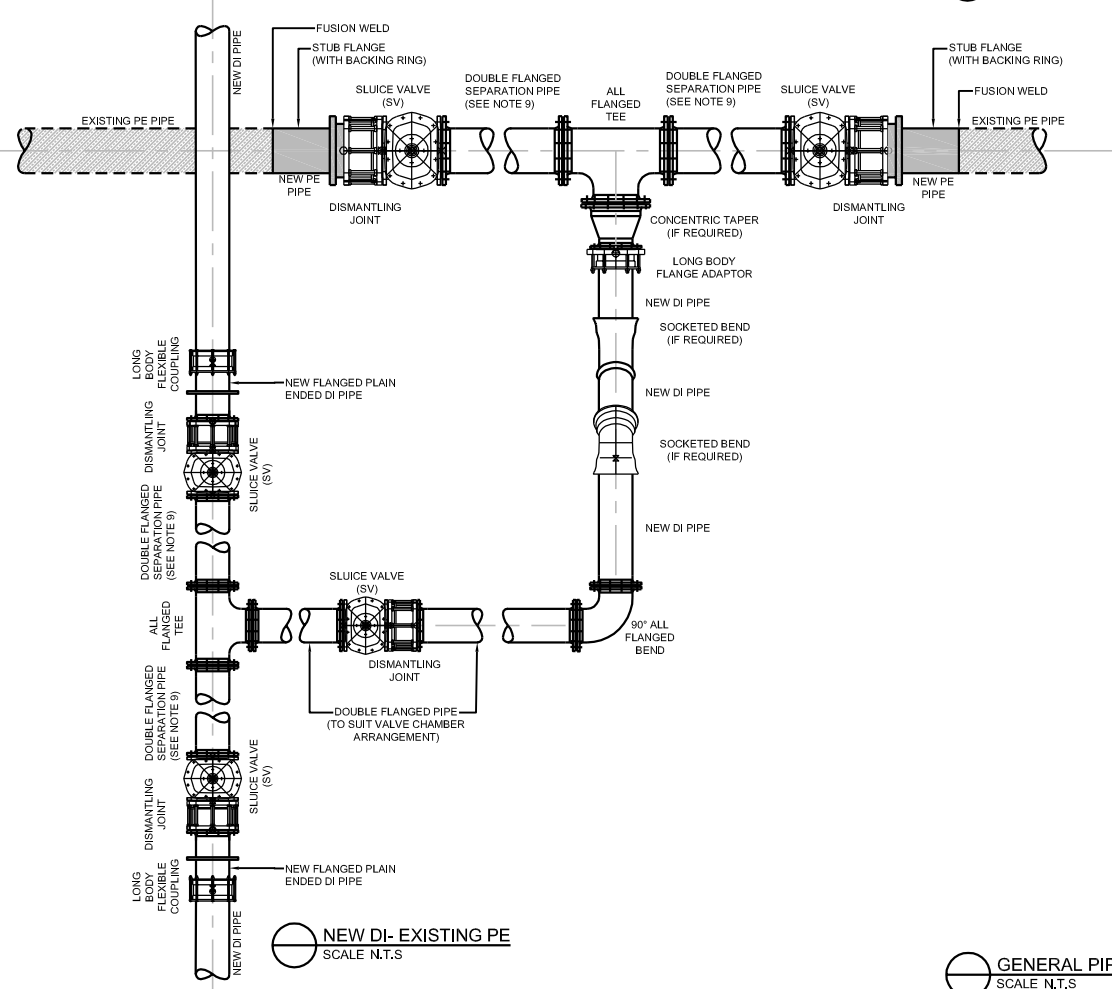 NEW DI PIPE
FUSION WELD
STUB FLANGE
(WITH BACKING RING)
EXISTING PE PIPE
NEW PE
PIPE
SLUICE VALVE
(SV)
DISMANTLING
JOINT
DOUBLE FLANGED
SEPARATION PIPE
(SEE NOTE 9)
ALL
FLANGED
TEE
DOUBLE FLANGED
SEPARATION PIPE
(SEE NOTE 9)
SLUICE VALVE
(SV)
STUB FLANGE
(WITH BACKING RING)
FUSION WELD
EXISTING PE PIPE
NEW PE
PIPE
DISMANTLING
JOINT
CONCENTRIC TAPER
(IF REQUIRED)
LONG BODY
FLANGE ADAPTOR
NEW DI PIPE
SOCKETED BEND
(IF REQUIRED)
NEW DI PIPE
SOCKETED BEND
(IF REQUIRED)
NEW DI PIPE
90° ALL
FLANGED
BEND
LONG
BODY
FLEXIBLE
COUPLING
NEW FLANGED PLAIN
ENDED DI PIPE
DISMANTLING
JOINT
SLUICE VALVE
(SV)
DOUBLE FLANGED
SEPARATION PIPE
(SEE NOTE 9)
ALL
FLANGED
TEE
SLUICE VALVE
(SV)
DISMANTLING
JOINT
DOUBLE FLANGED PIPE
(TO SUIT VALVE CHAMBER
ARRANGEMENT)
DOUBLE FLANGED
SEPARATION PIPE
(SEE NOTE 9)
SLUICE VALVE
(SV)
DISMANTLING
JOINT
NEW FLANGED PLAIN
ENDED DI PIPE
LONG
BODY
FLEXIBLE
COUPLING
NEW DI PIPE
NEW DI- EXISTING PE
SCALE N.T.S
GENERAL PIP
SCALE N.T.S